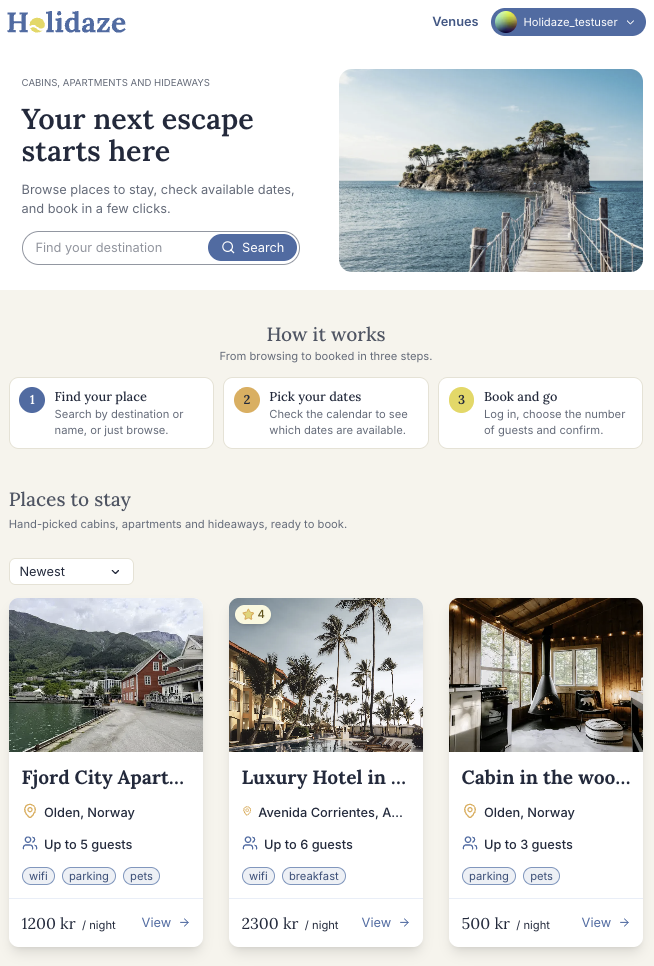 Holidaze
Venues
Holidaze_testuser
CABINS, APARTMENTS AND HIDEAWAYS
Your next escape
starts here
Browse places to stay, check available dates,
and book in a few clicks.
Find your destination
Search
How it works
From browsing to booked in three steps.
1
Find your place
Search by destination or
name, or just browse.
2
Pick your dates
Check the calendar to see
which dates are available.
3
Book and go
Log in, choose the number
of guests and confirm.
Places to stay
Hand-picked cabins, apartments and hideaways, ready to book.
Newest
Fjord City Apart...
Olden, Norway
Up to 5 guests
wifi parking pets
1200 kr / night View →
4
Luxury Hotel in ...
Avenida Corrientes, A...
Up to 6 guests
wifi breakfast
2300 kr / night View →
Cabin in the woo...
Olden, Norway
Up to 3 guests
parking pets
500 kr / night View →